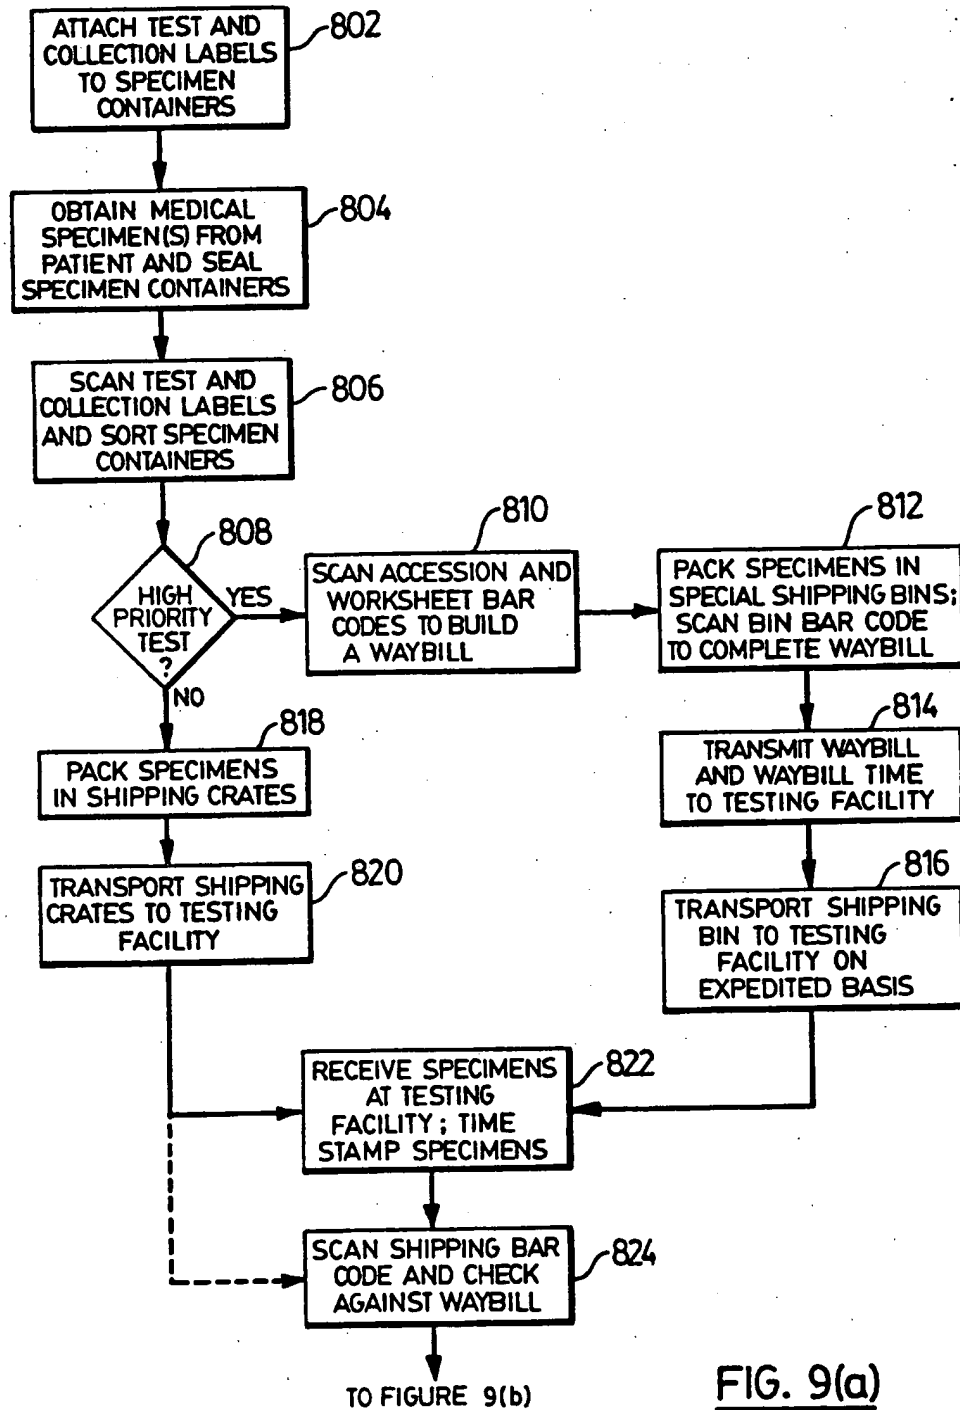 ATTACH TEST AND
COLLECTION LABELS
TO SPECIMEN
CONTAINERS
802
OBTAIN MEDICAL
SPECIMEN(S) FROM
PATIENT AND SEAL
SPECIMEN CONTAINERS
804
SCAN TEST AND
COLLECTION LABELS
AND SORT SPECIMEN
CONTAINERS
806
HIGH
PRIORITY
TEST
?
808
YES
NO
SCAN ACCESSION AND
WORKSHEET BAR
CODES TO BUILD
A WAYBILL
810
PACK SPECIMENS IN
SPECIAL SHIPPING BINS;
SCAN BIN BAR CODE
TO COMPLETE WAYBILL
812
TRANSMIT WAYBILL
AND WAYBILL TIME
TO TESTING FACILITY
814
TRANSPORT SHIPPING
BIN TO TESTING
FACILITY ON
EXPEDITED BASIS
816
PACK SPECIMENS
IN SHIPPING CRATES
818
TRANSPORT SHIPPING
CRATES TO TESTING
FACILITY
820
RECEIVE SPECIMENS
AT TESTING
FACILITY; TIME
STAMP SPECIMENS
822
SCAN SHIPPING BAR
CODE AND CHECK
AGAINST WAYBILL
824
TO FIGURE 9(b)
FIG. 9(a)